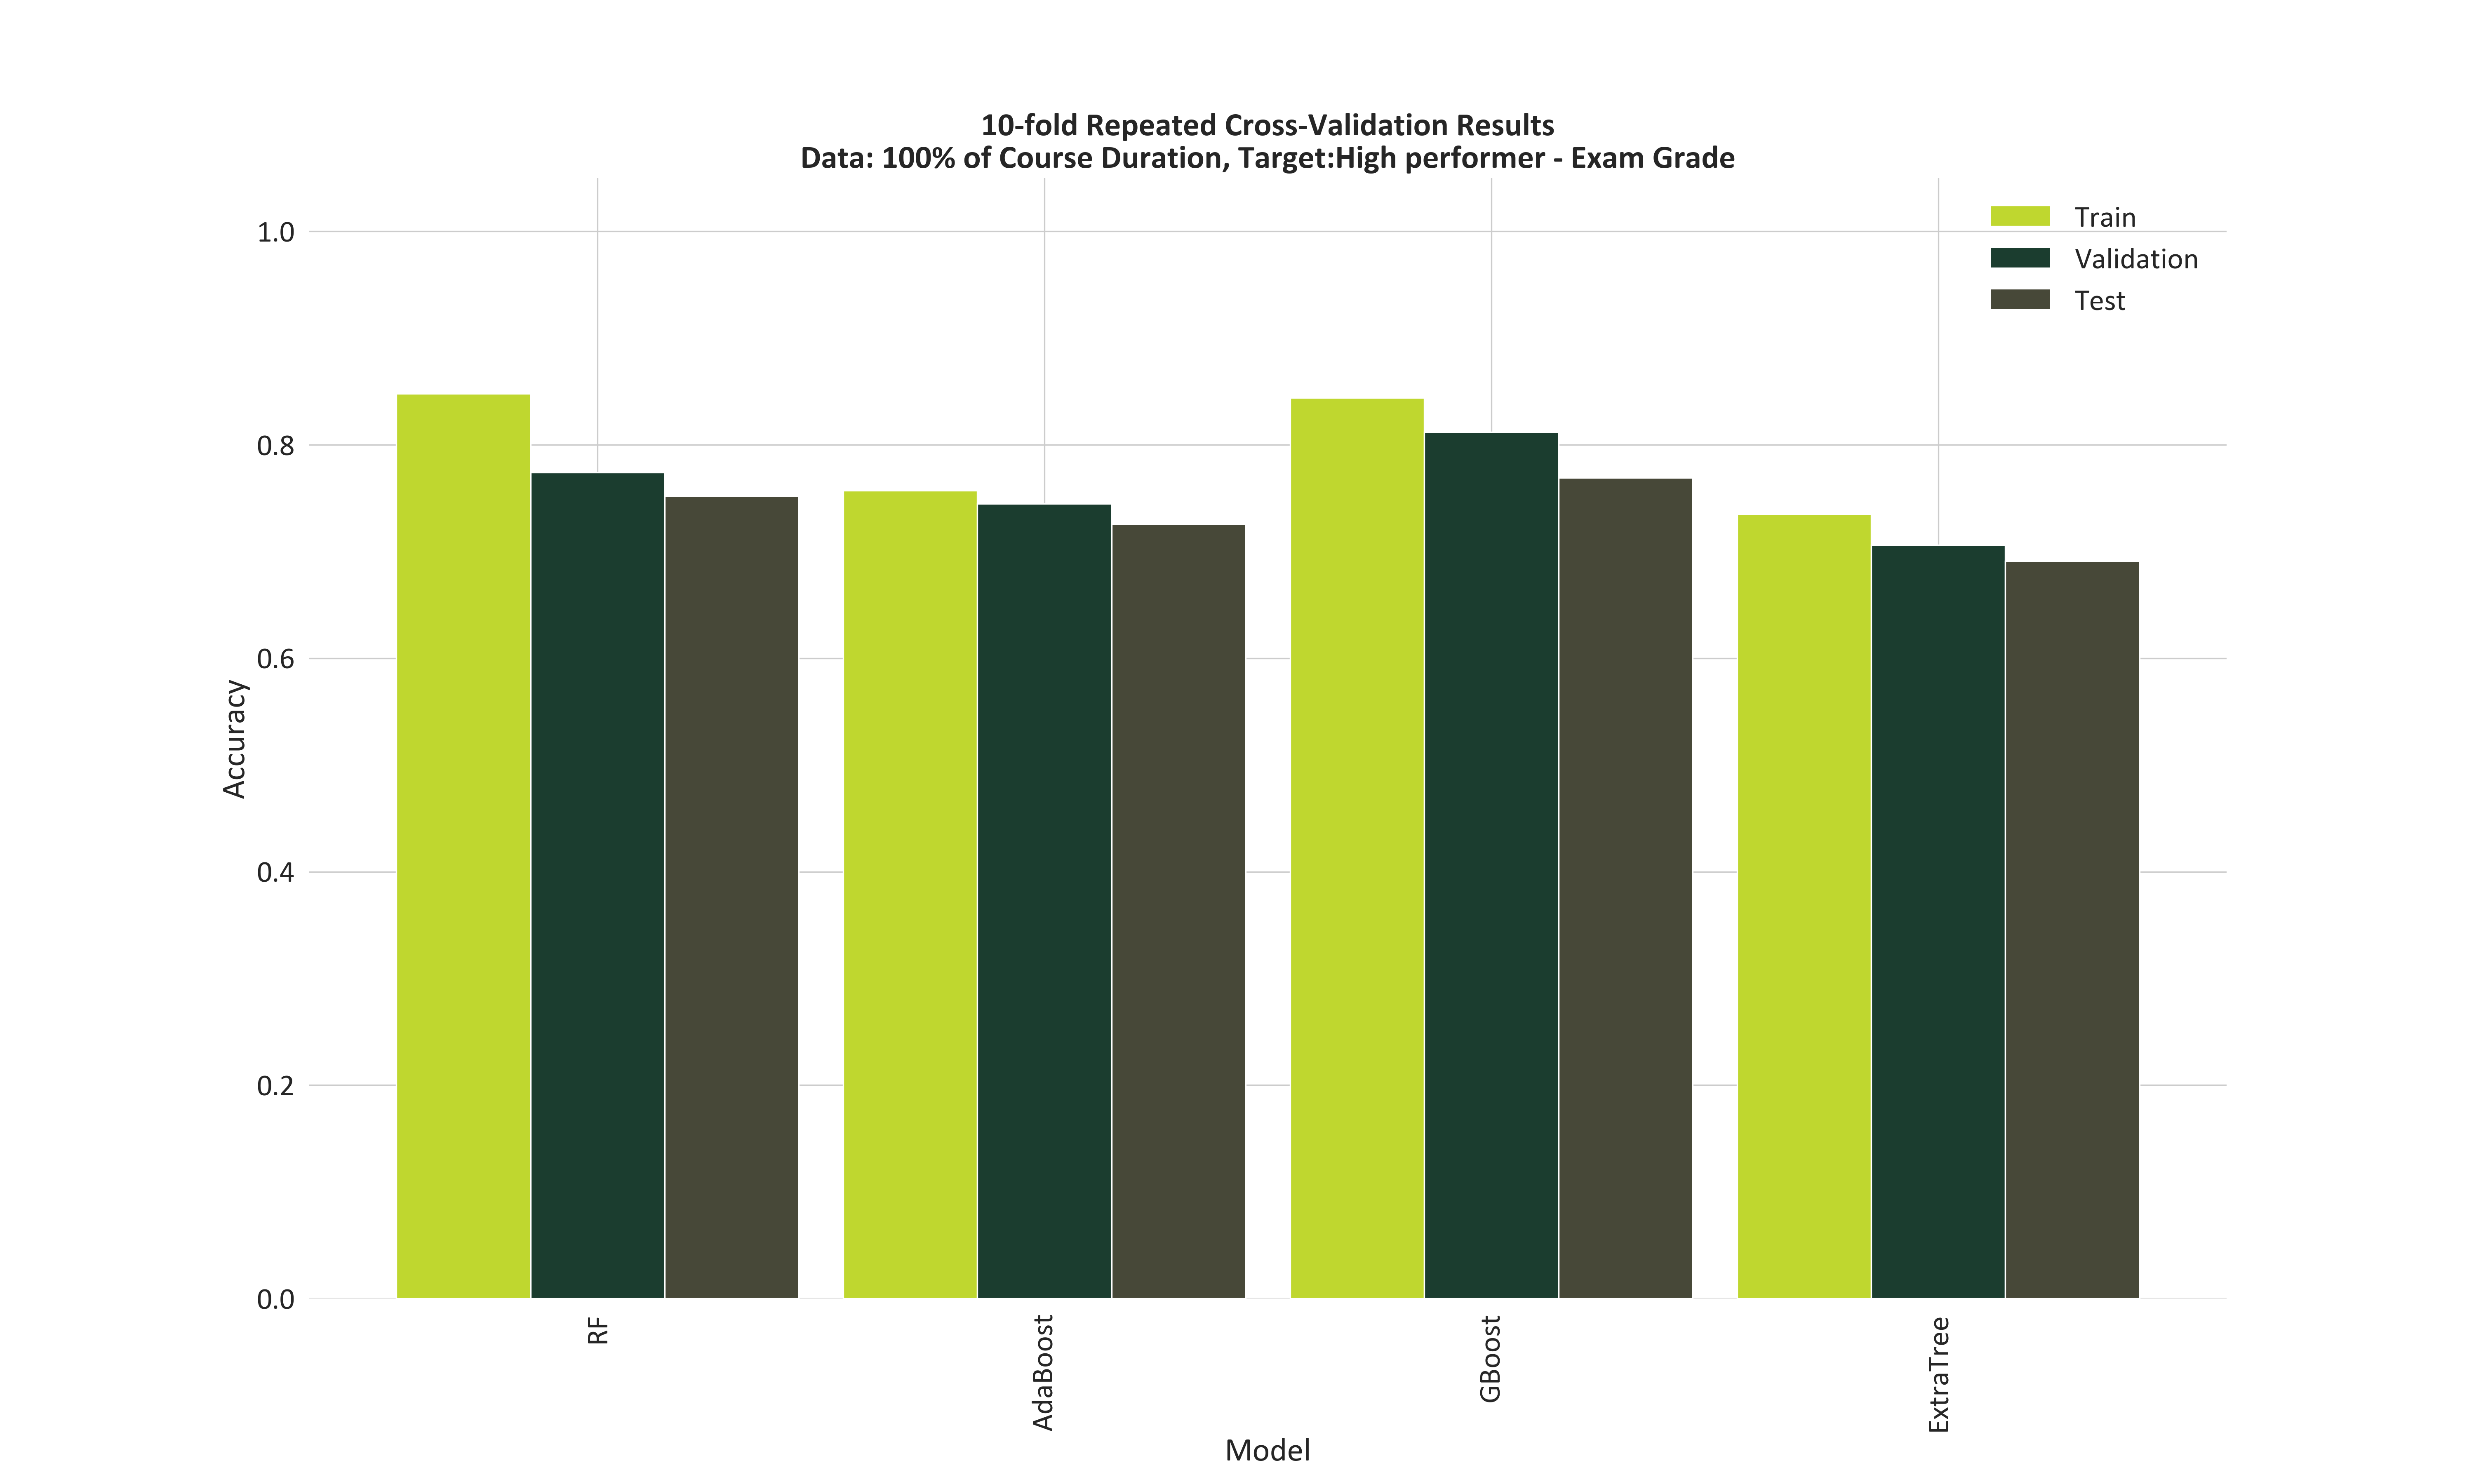 10-fold Repeated Cross-Validation Results
Data: 100% of Course Duration, Target:High performer - Exam Grade
Train
Validation
Test
1.0
0.8
0.6
0.4
0.2
0.0
Accuracy
RF
AdaBoost
GBoost
ExtraTree
Model